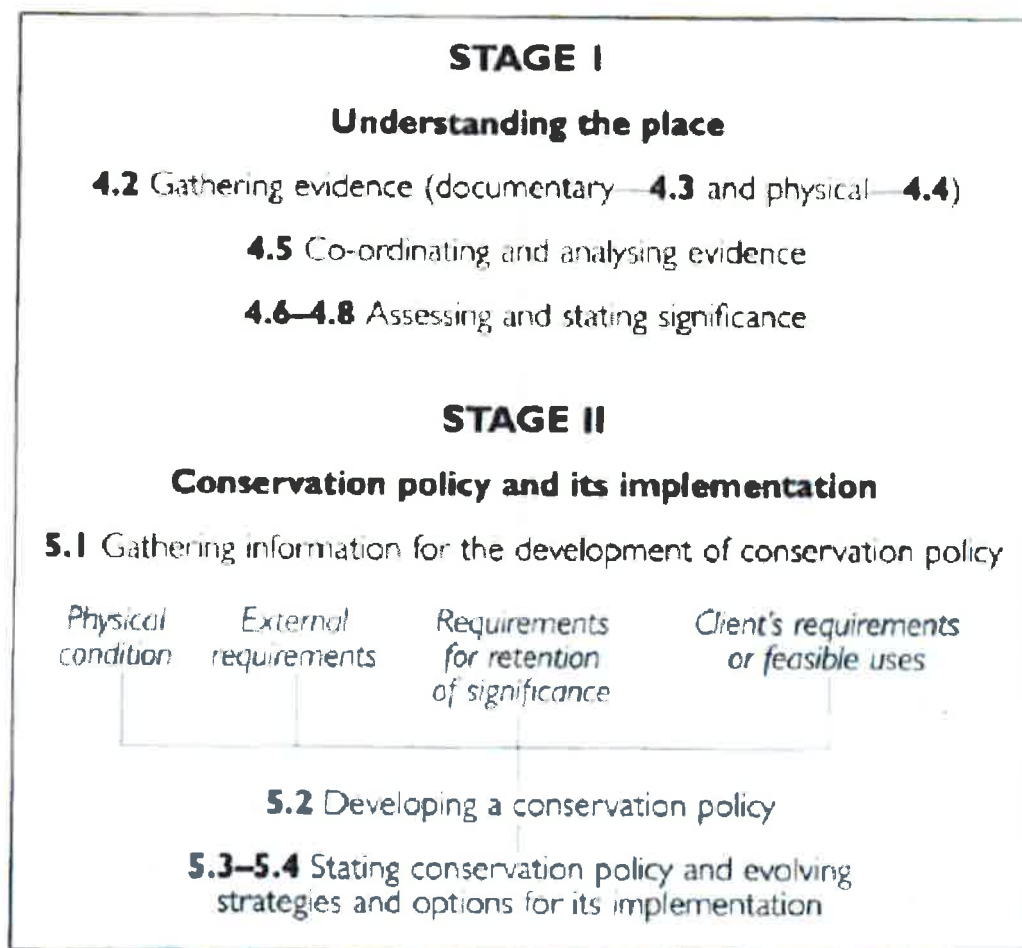 STAGE I
Understanding the place
4.2 Gathering evidence (documentary—4.3 and physical—4.4)
4.5 Co-ordinating and analysing evidence
4.6–4.8 Assessing and stating significance
STAGE II
Conservation policy and its implementation
5.1 Gathering information for the development of conservation policy
Physical condition
External requirements
Requirements for retention of significance
Client's requirements or feasible uses
5.2 Developing a conservation policy
5.3–5.4 Stating conservation policy and evolving
strategies and options for its implementation